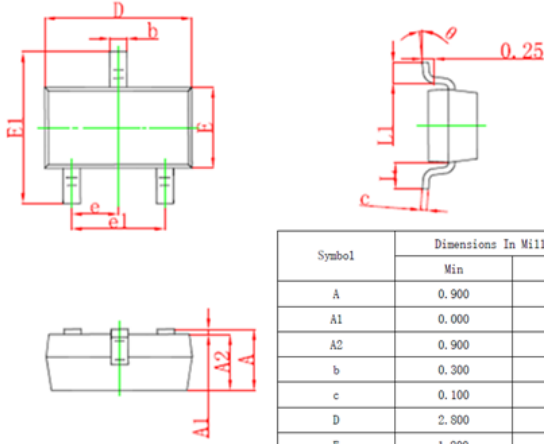 D
b
E1
E
e
e1
θ
0.25
L1
L
c
A2
A
A1
Symbol
Dimensions In Mill
Min
A 0.900
A1 0.000
A2 0.900
b 0.300
c 0.100
D 2.800